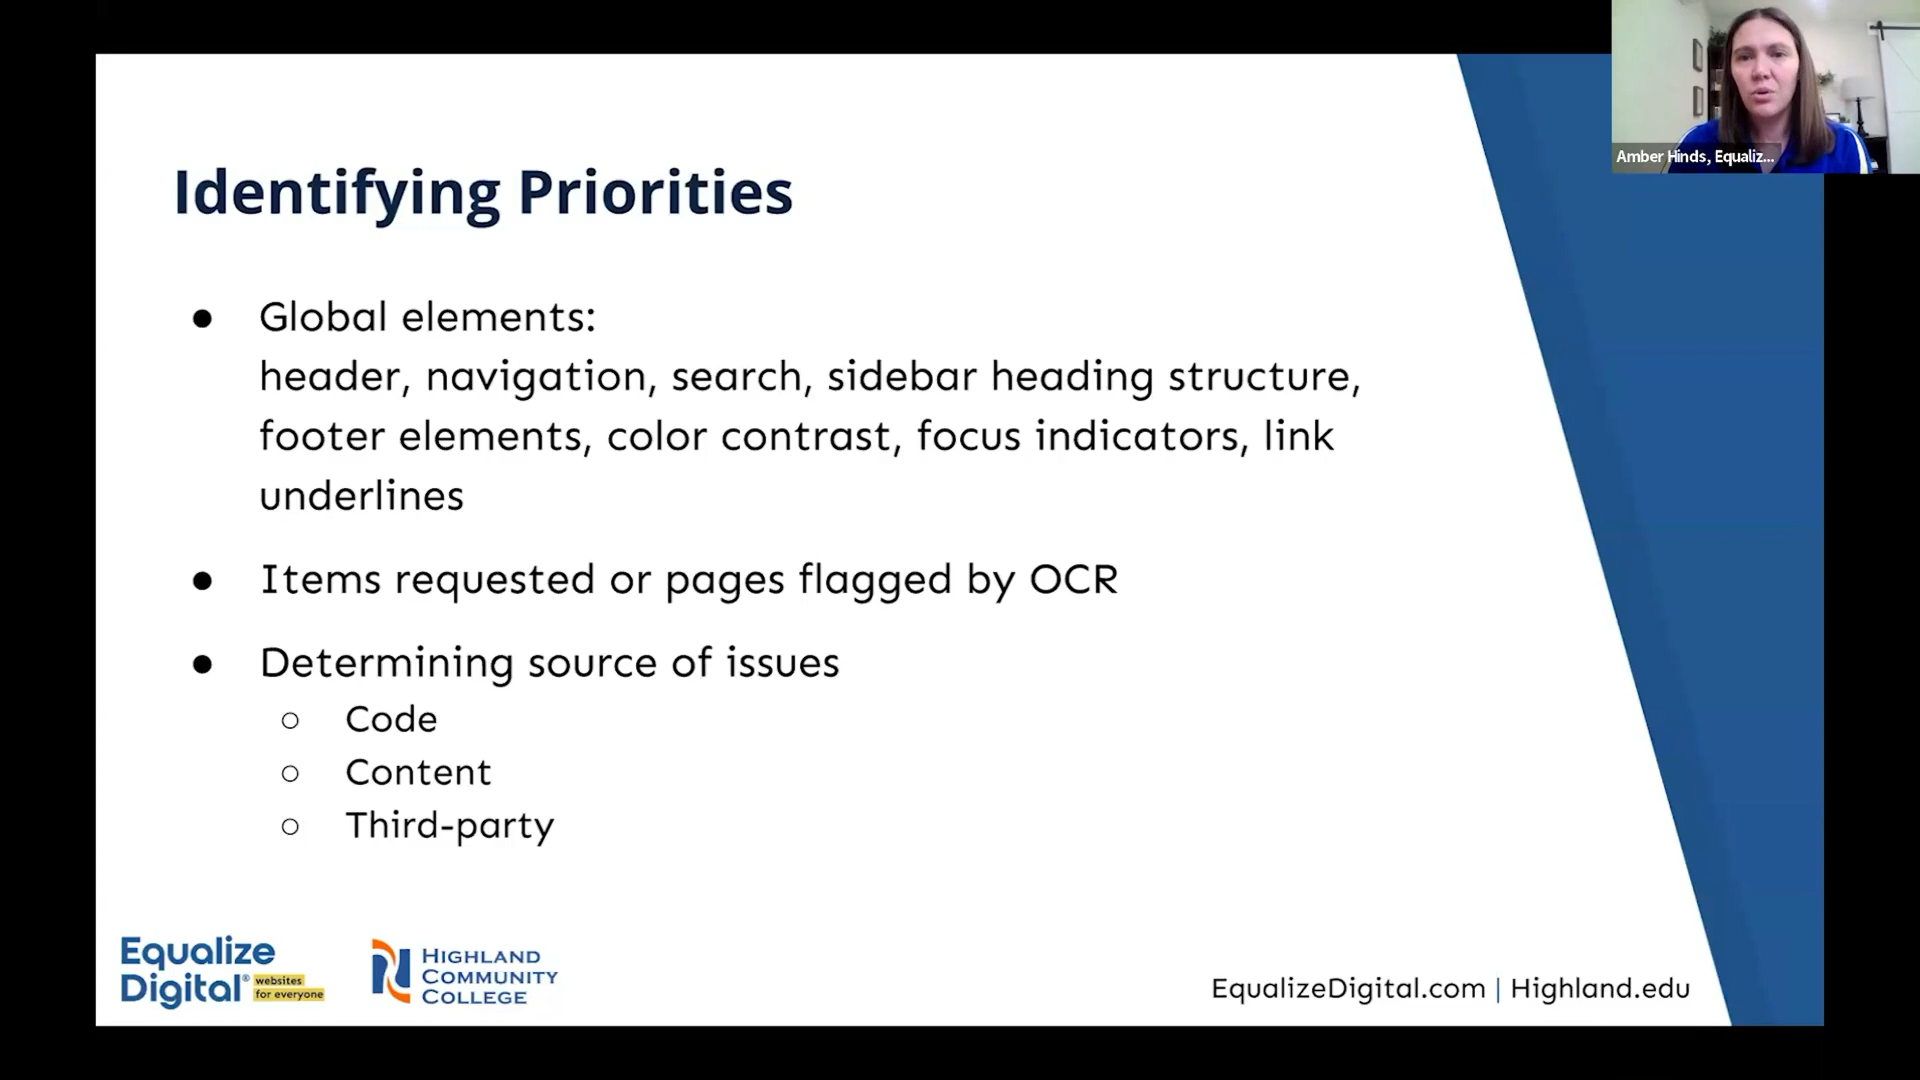 Identifying Priorities
● Global elements:
header, navigation, search, sidebar heading structure,
footer elements, color contrast, focus indicators, link
underlines
● Items requested or pages flagged by OCR
● Determining source of issues
○ Code
○ Content
○ Third-party
Equalize
Digital® websites
for everyone
HIGHLAND
COMMUNITY
COLLEGE
EqualizeDigital.com | Highland.edu
Amber Hinds, Equaliz...